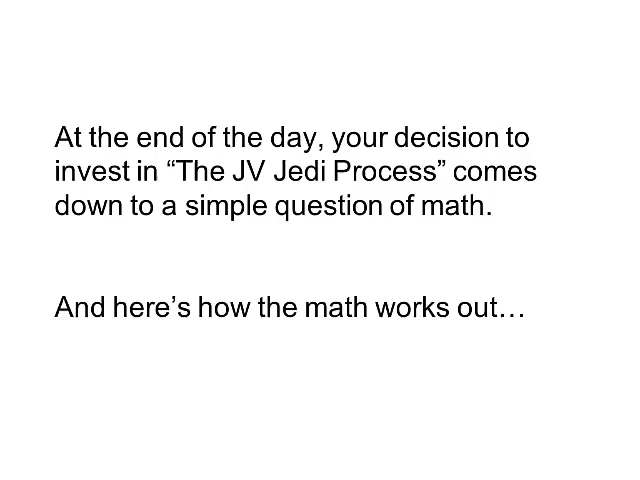 At the end of the day, your decision to
invest in “The JV Jedi Process” comes
down to a simple question of math.
And here’s how the math works out…